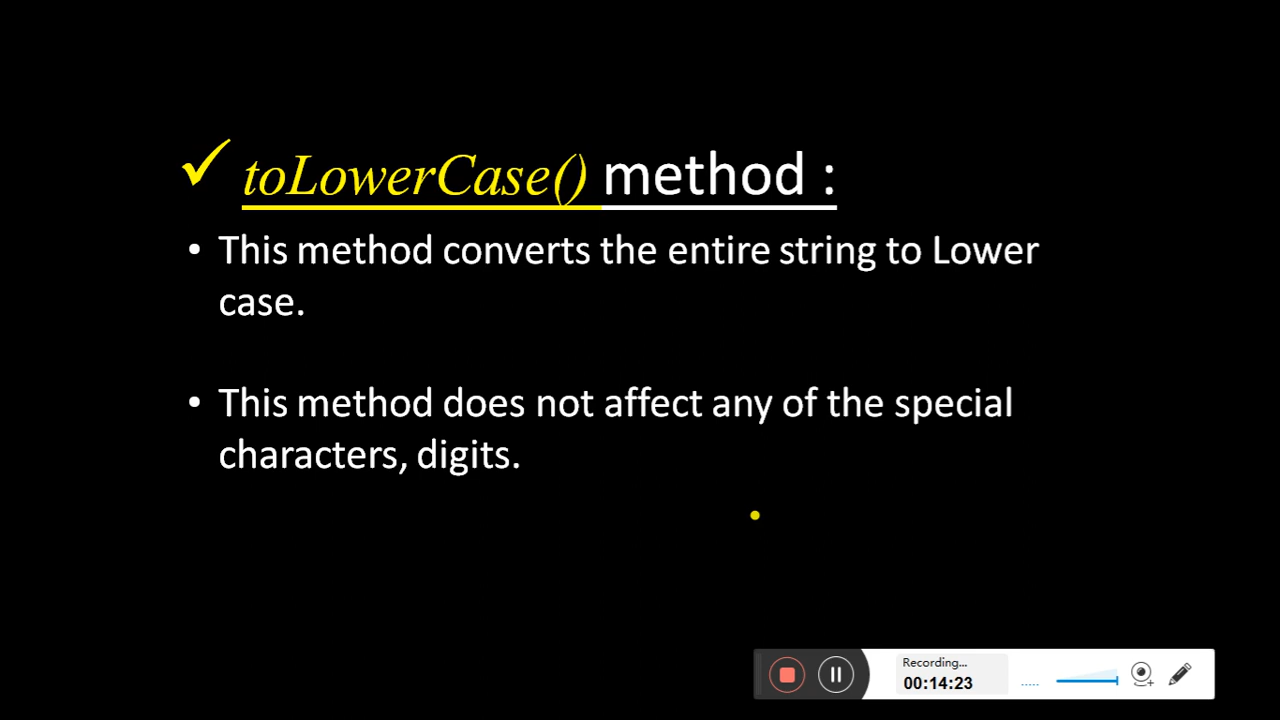 ✓ toLowerCase() method :
• This method converts the entire string to Lower
case.
• This method does not affect any of the special
characters, digits.
Recording...
00:14:23